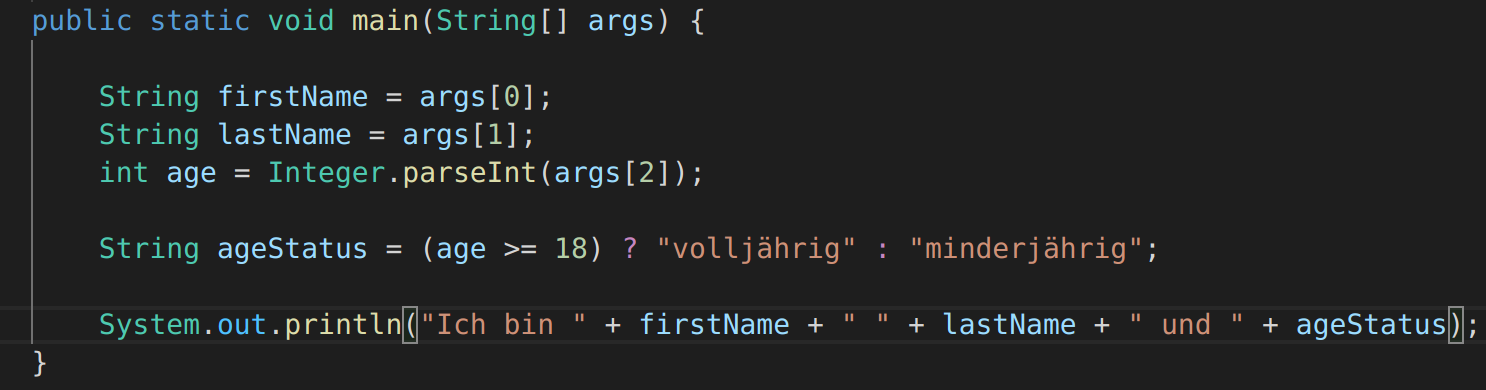 public static void main(String[] args) {
String firstName = args[0];
String lastName = args[1];
int age = Integer.parseInt(args[2]);
String ageStatus = (age >= 18) ? "volljährig" : "minderjährig";
System.out.println("Ich bin " + firstName + " " + lastName + " und " + ageStatus);
}